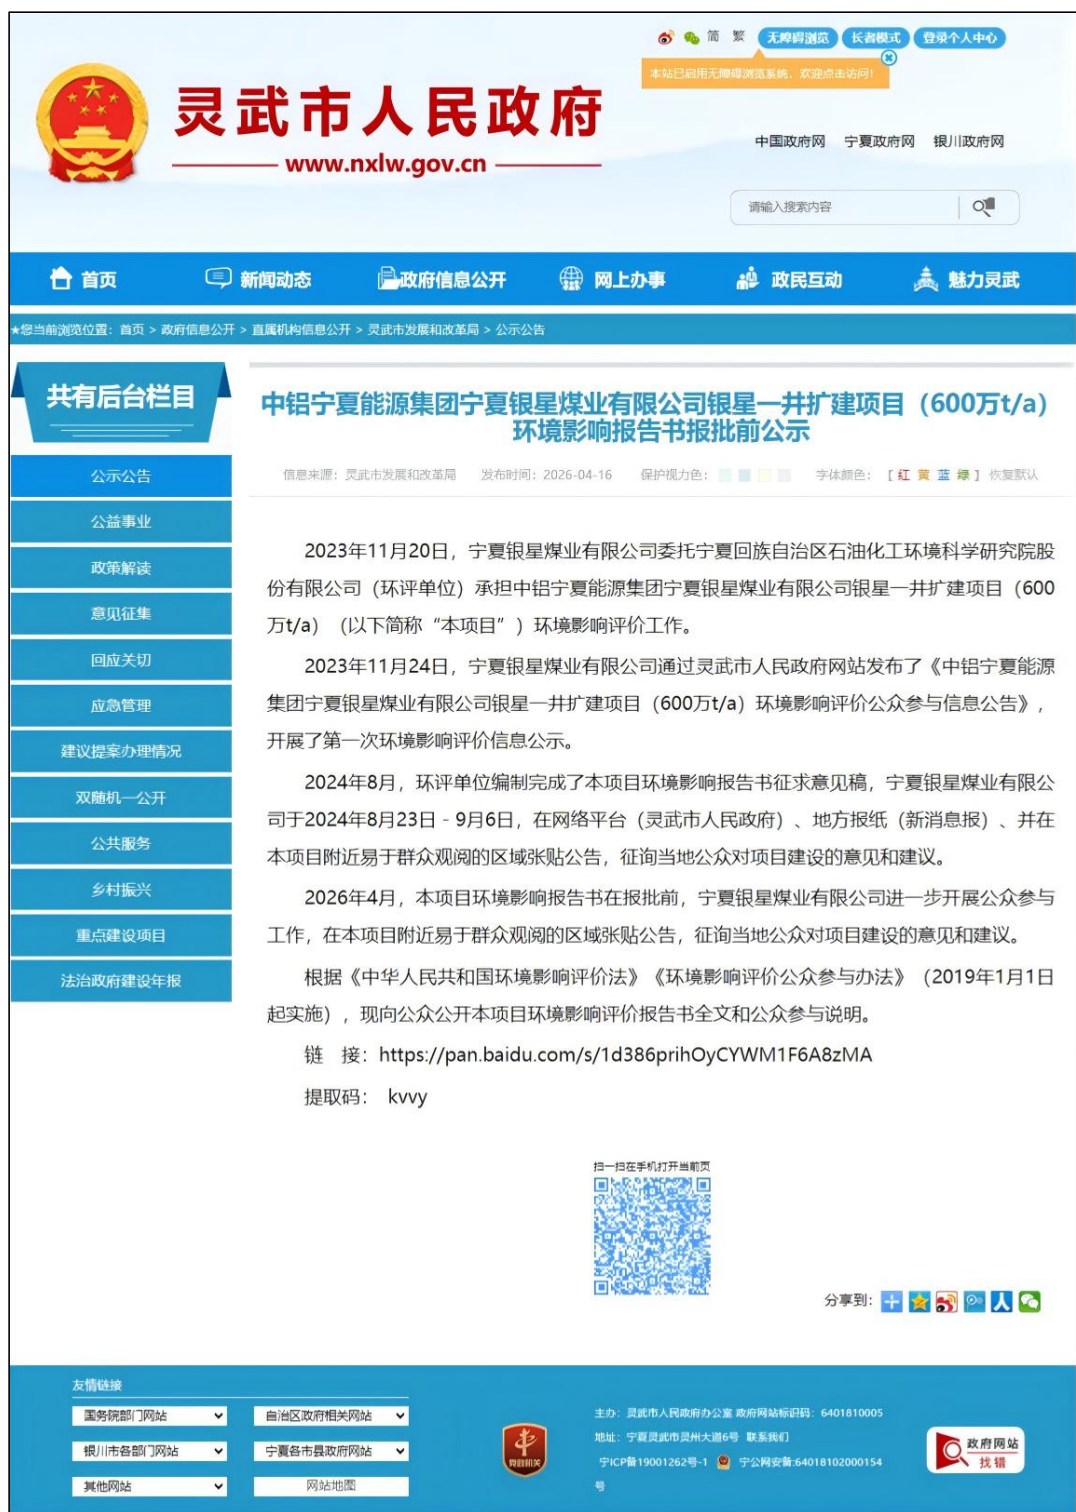 简 繁 无障碍浏览 长者模式 登录个人中心
本站已启用无障碍浏览系统，欢迎点击访问！
灵武市人民政府
www.nxlw.gov.cn
中国政府网 宁夏政府网 银川政府网
请输入搜索内容
首页 新闻动态 政府信息公开 网上办事 政民互动 魅力灵武
★您当前浏览位置：首页 > 政府信息公开 > 直属机构信息公开 > 灵武市发展和改革局 > 公示公告
共有后台栏目
公示公告
公益事业
政策解读
意见征集
回应关切
应急管理
建议提案办理情况
双随机一公开
公共服务
乡村振兴
重点建设项目
法治政府建设年报
中铝宁夏能源集团宁夏银星煤业有限公司银星一井扩建项目（600万t/a）
环境影响报告书报批前公示
信息来源：灵武市发展和改革局 发布时间：2026-04-16 保护视力色： 字体颜色：[ 红 黄 蓝 绿 ] 恢复默认
2023年11月20日，宁夏银星煤业有限公司委托宁夏回族自治区石油化工环境科学研究院股
份有限公司（环评单位）承担中铝宁夏能源集团宁夏银星煤业有限公司银星一井扩建项目（600
万t/a）（以下简称“本项目”）环境影响评价工作。
2023年11月24日，宁夏银星煤业有限公司通过灵武市人民政府网站发布了《中铝宁夏能源
集团宁夏银星煤业有限公司银星一井扩建项目（600万t/a）环境影响评价公众参与信息公告》，
开展了第一次环境影响评价信息公示。
2024年8月，环评单位编制完成了本项目环境影响报告书征求意见稿，宁夏银星煤业有限公
司于2024年8月23日 - 9月6日，在网络平台（灵武市人民政府）、地方报纸（新消息报）、并在
本项目附近易于群众观阅的区域张贴公告，征询当地公众对项目建设的意见和建议。
2026年4月，本项目环境影响报告书在报批前，宁夏银星煤业有限公司进一步开展公众参与
工作，在本项目附近易于群众观阅的区域张贴公告，征询当地公众对项目建设的意见和建议。
根据《中华人民共和国环境影响评价法》《环境影响评价公众参与办法》（2019年1月1日
起实施），现向公众公开本项目环境影响评价报告书全文和公众参与说明。
链 接：https://pan.baidu.com/s/1d386prihOyCYWM1F6A8zMA
提取码： kvvy
扫一扫在手机打开当前页
分享到：
友情链接
国务院部门网站 自治区政府相关网站
银川市各部门网站 宁夏各市县政府网站
其他网站 网站地图
党政机关
主办：灵武市人民政府办公室 政府网站标识码：6401810005
地址：宁夏灵武市灵州大道6号 联系我们
宁ICP备19001262号-1 宁公网安备:64018102000154
号
政府网站
找错